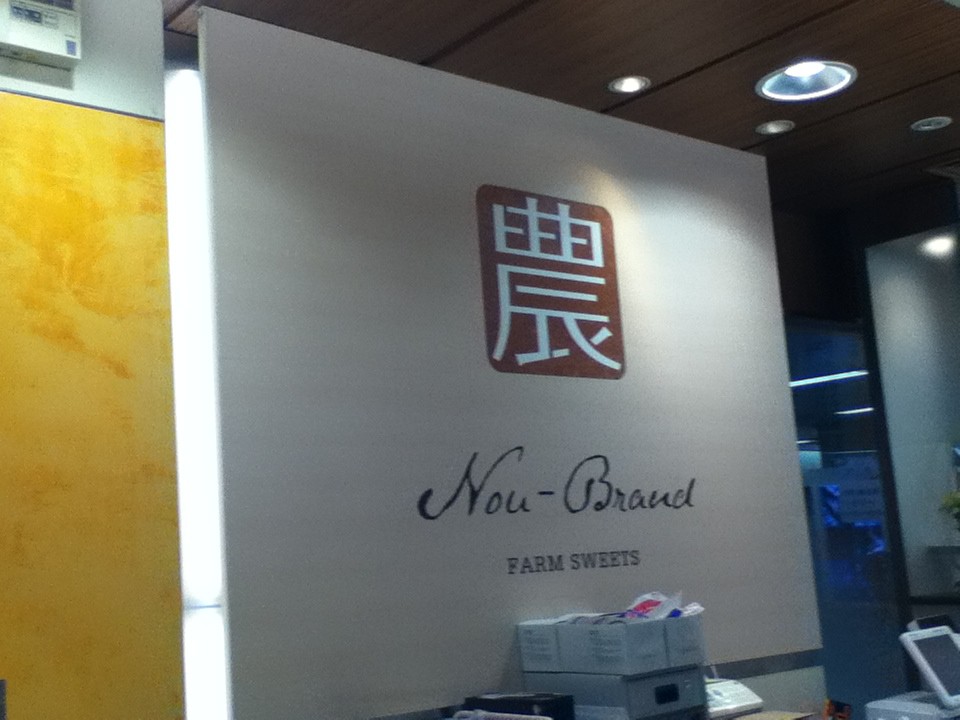 農
Nou-Brand
FARM SWEETS